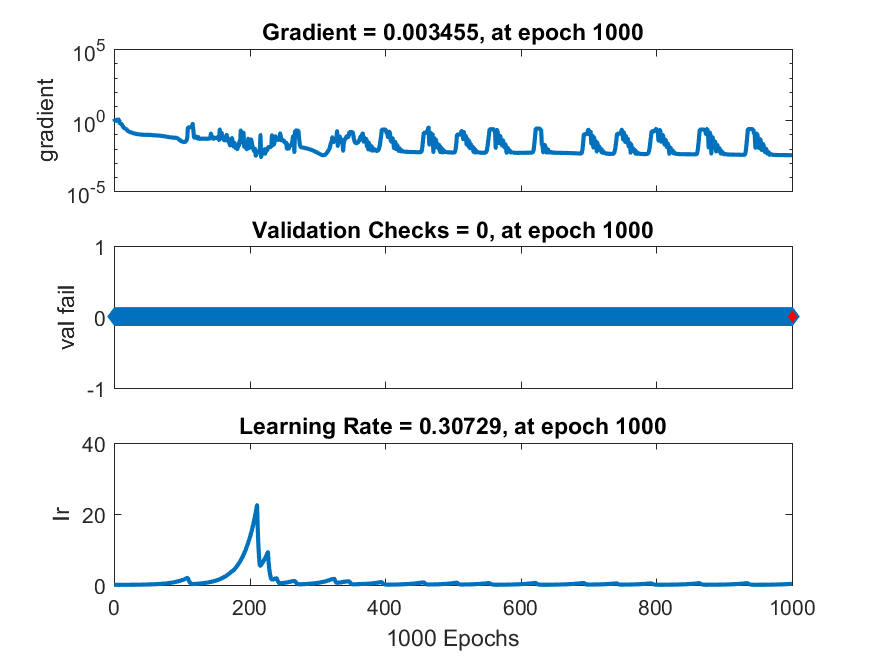 Gradient = 0.003455, at epoch 1000
10^5
10^0
10^-5
gradient
Validation Checks = 0, at epoch 1000
1
0
-1
val fail
Learning Rate = 0.30729, at epoch 1000
40
20
0
lr
0 200 400 600 800 1000
1000 Epochs